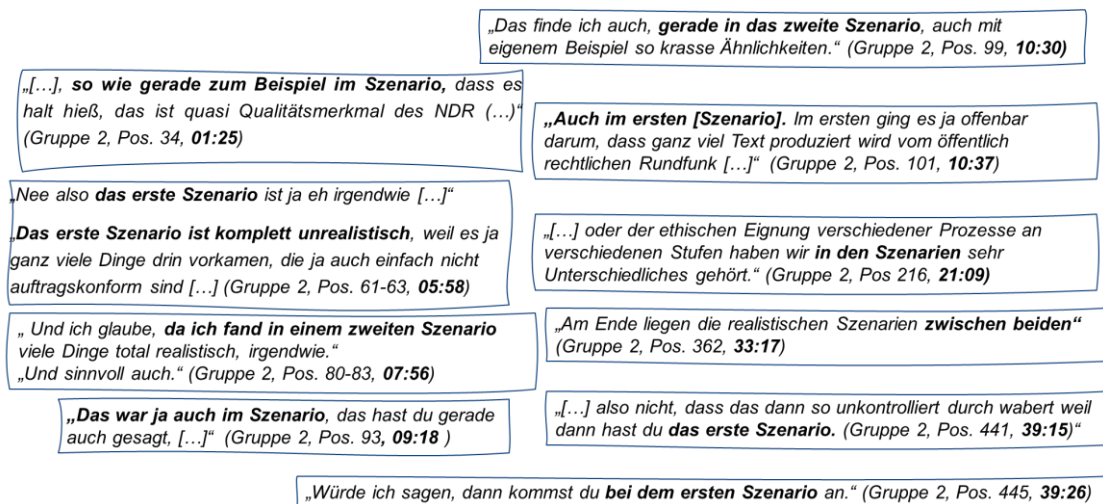 „Das finde ich auch, gerade in das zweite Szenario, auch mit
eigenem Beispiel so krasse Ähnlichkeiten.“ (Gruppe 2, Pos. 99, 10:30)
„[…], so wie gerade zum Beispiel im Szenario, dass es
halt hieß, das ist quasi Qualitätsmerkmal des NDR (…)“
(Gruppe 2, Pos. 34, 01:25)
„Auch im ersten [Szenario]. Im ersten ging es ja offenbar
darum, dass ganz viel Text produziert wird vom öffentlich
rechtlichen Rundfunk […]“ (Gruppe 2, Pos. 101, 10:37)
„Nee also das erste Szenario ist ja eh irgendwie […]“
„Das erste Szenario ist komplett unrealistisch, weil es ja
ganz viele Dinge drin vorkamen, die ja auch einfach nicht
auftragskonform sind […] (Gruppe 2, Pos. 61-63, 05:58)
„[…] oder der ethischen Eignung verschiedener Prozesse an
verschiedenen Stufen haben wir in den Szenarien sehr
Unterschiedliches gehört.“ (Gruppe 2, Pos 216, 21:09)
„ Und ich glaube, da ich fand in einem zweiten Szenario
viele Dinge total realistisch, irgendwie.“
„Und sinnvoll auch.“ (Gruppe 2, Pos. 80-83, 07:56)
„Am Ende liegen die realistischen Szenarien zwischen beiden“
(Gruppe 2, Pos. 362, 33:17)
„Das war ja auch im Szenario, das hast du gerade
auch gesagt, […]“ (Gruppe 2, Pos. 93, 09:18 )
„[…] also nicht, dass das dann so unkontrolliert durch wabert weil
dann hast du das erste Szenario. (Gruppe 2, Pos. 441, 39:15)“
„Würde ich sagen, dann kommst du bei dem ersten Szenario an.“ (Gruppe 2, Pos. 445, 39:26)